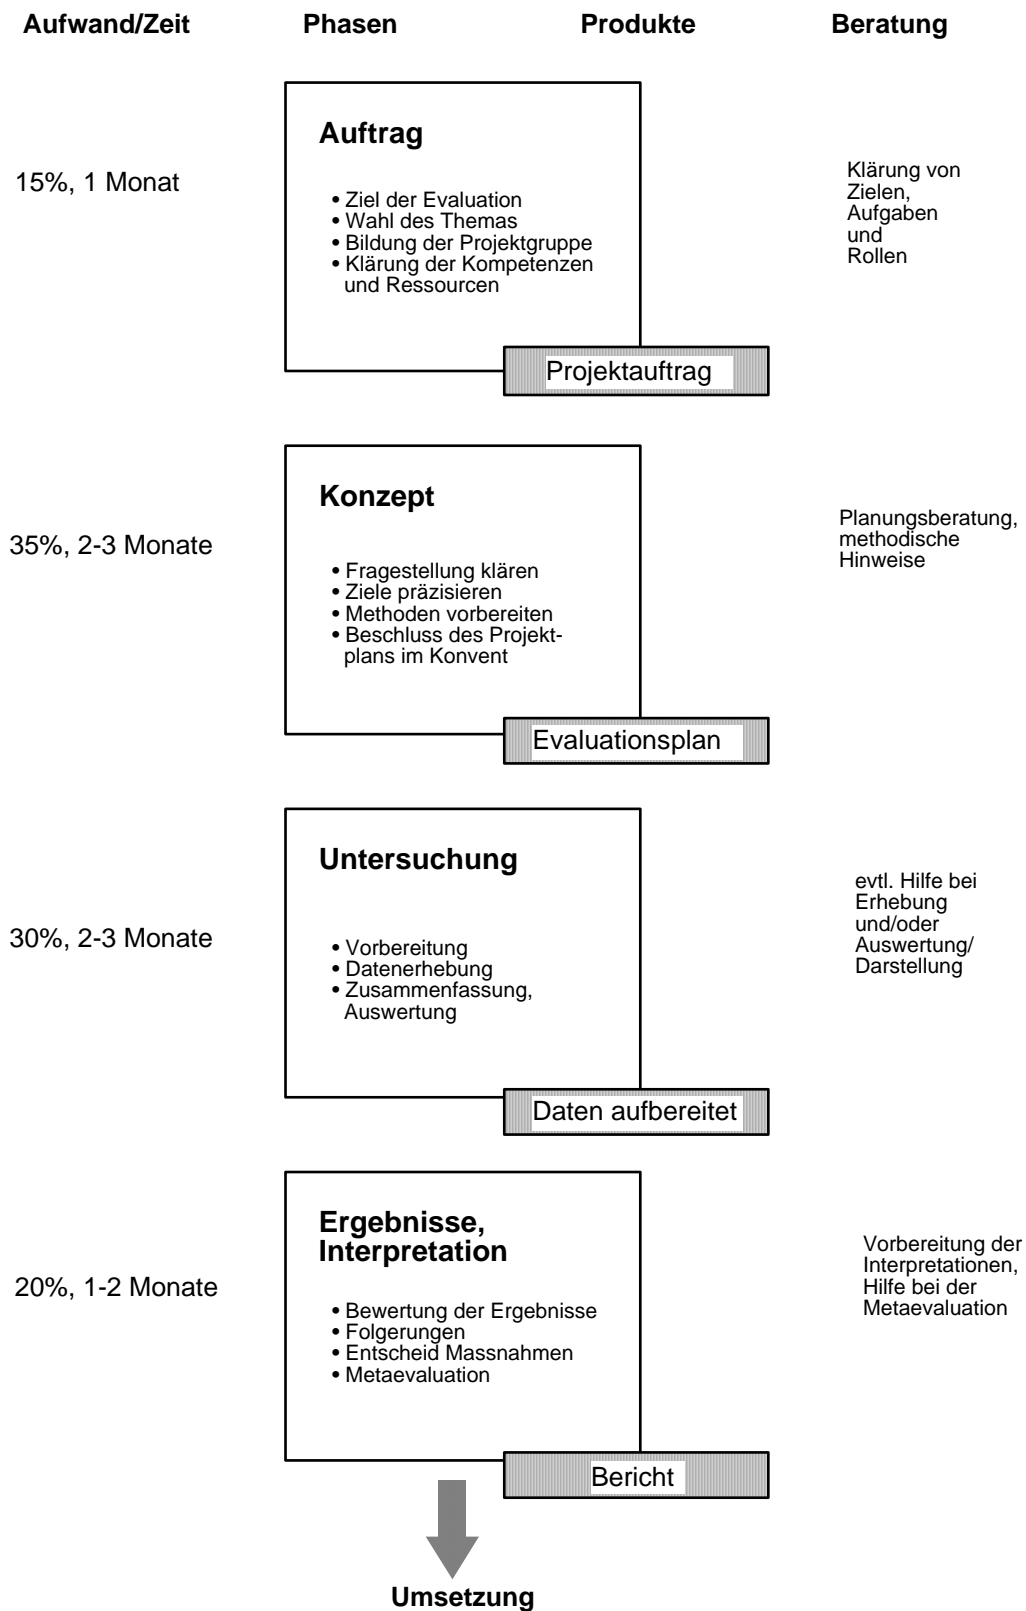 Aufwand/Zeit Phasen Produkte Beratung
Auftrag
15%, 1 Monat
• Ziel der Evaluation
• Wahl des Themas
• Bildung der Projektgruppe
• Klärung der Kompetenzen
und Ressourcen
Klärung von
Zielen,
Aufgaben
und
Rollen
Projektauftrag
Konzept
35%, 2-3 Monate
• Fragestellung klären
• Ziele präzisieren
• Methoden vorbereiten
• Beschluss des Projekt-
plans im Konvent
Planungsberatung,
methodische
Hinweise
Evaluationsplan
Untersuchung
30%, 2-3 Monate
• Vorbereitung
• Datenerhebung
• Zusammenfassung,
Auswertung
evtl. Hilfe bei
Erhebung
und/oder
Auswertung/
Darstellung
Daten aufbereitet
Ergebnisse,
Interpretation
20%, 1-2 Monate
• Bewertung der Ergebnisse
• Folgerungen
• Entscheid Massnahmen
• Metaevaluation
Vorbereitung der
Interpretationen,
Hilfe bei der
Metaevaluation
Bericht
Umsetzung